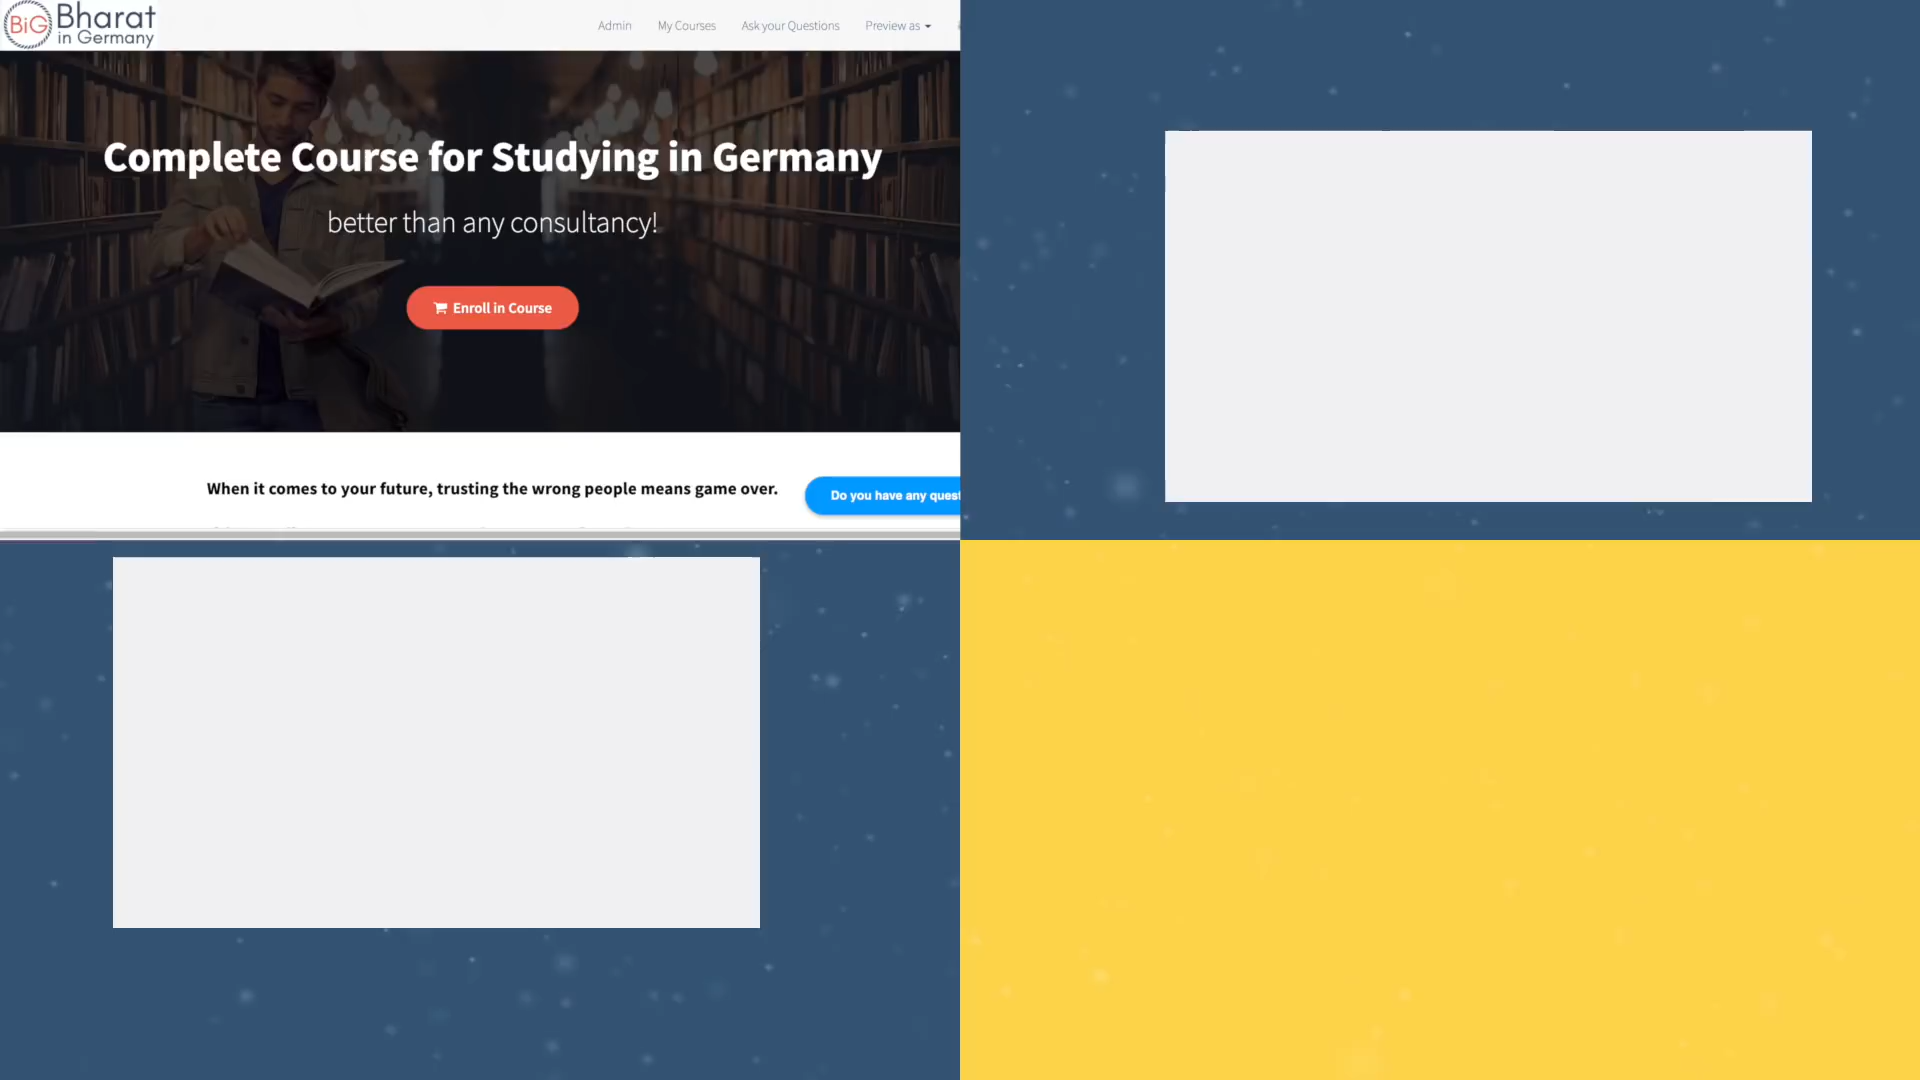 BiG Bharat
in Germany
Admin My Courses Ask your Questions Preview as
Complete Course for Studying in Germany
better than any consultancy!
Enroll in Course
When it comes to your future, trusting the wrong people means game over.
Do you have any